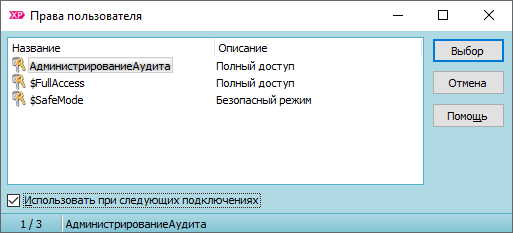 XP Права пользователя
Название Описание
АдминистрированиеАудита Полный доступ
$FullAccess Полный доступ
$SafeMode Безопасный режим
Выбор
Отмена
Помощь
Использовать при следующих подключениях
1 / 3 АдминистрированиеАудита